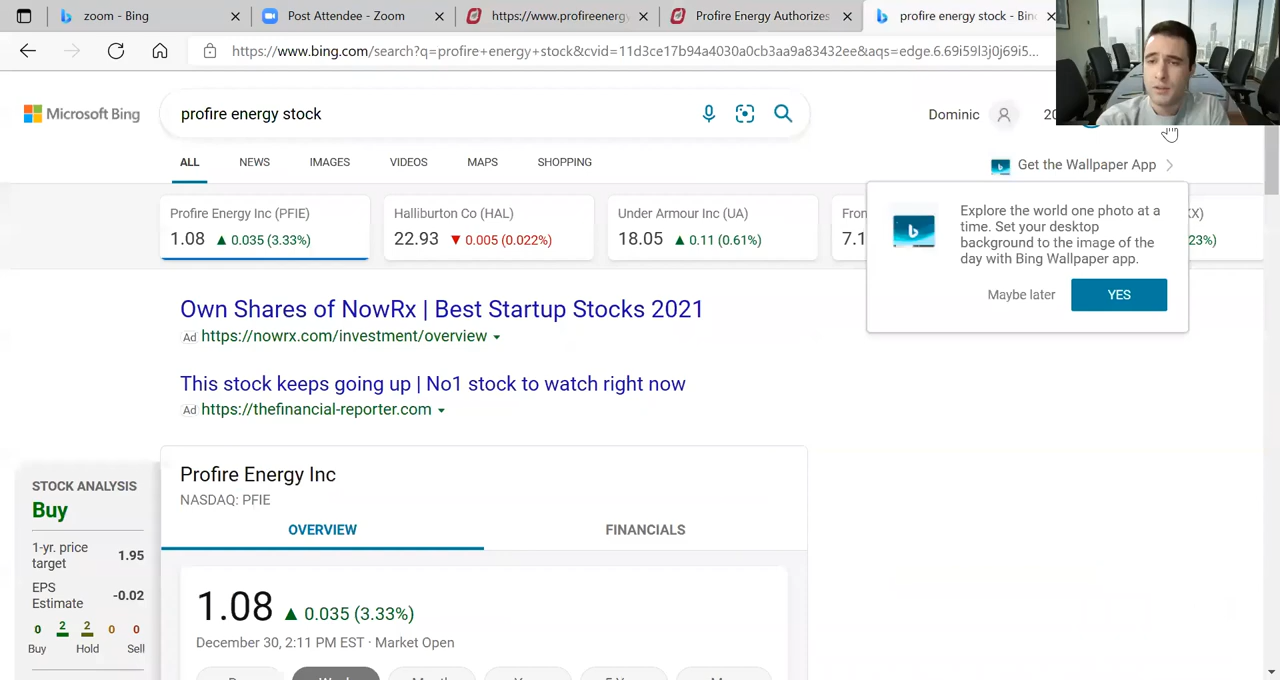 zoom - Bing
Post Attendee - Zoom
https://www.profireenergy
Profire Energy Authorizes
profire energy stock - Bin
https://www.bing.com/search?q=profire+energy+stock&cvid=11d3ce17b94a4030a0cb3aa9a83432ee&aqs=edge.6.69i59l3j0j69i5...
Microsoft Bing
profire energy stock
Dominic
20
ALL NEWS IMAGES VIDEOS MAPS SHOPPING
Get the Wallpaper App
Explore the world one photo at a
time. Set your desktop
background to the image of the
day with Bing Wallpaper app.
Maybe later YES
Profire Energy Inc (PFIE)
1.08 ▲ 0.035 (3.33%)
Halliburton Co (HAL)
22.93 ▼ 0.005 (0.022%)
Under Armour Inc (UA)
18.05 ▲ 0.11 (0.61%)
Fron
7.1
X)
23%)
Own Shares of NowRx | Best Startup Stocks 2021
Ad https://nowrx.com/investment/overview
This stock keeps going up | No1 stock to watch right now
Ad https://thefinancial-reporter.com
STOCK ANALYSIS
Buy
1-yr. price
target 1.95
EPS
Estimate -0.02
0 2 2 0 0
Buy Hold Sell
Profire Energy Inc
NASDAQ: PFIE
OVERVIEW FINANCIALS
1.08 ▲ 0.035 (3.33%)
December 30, 2:11 PM EST · Market Open